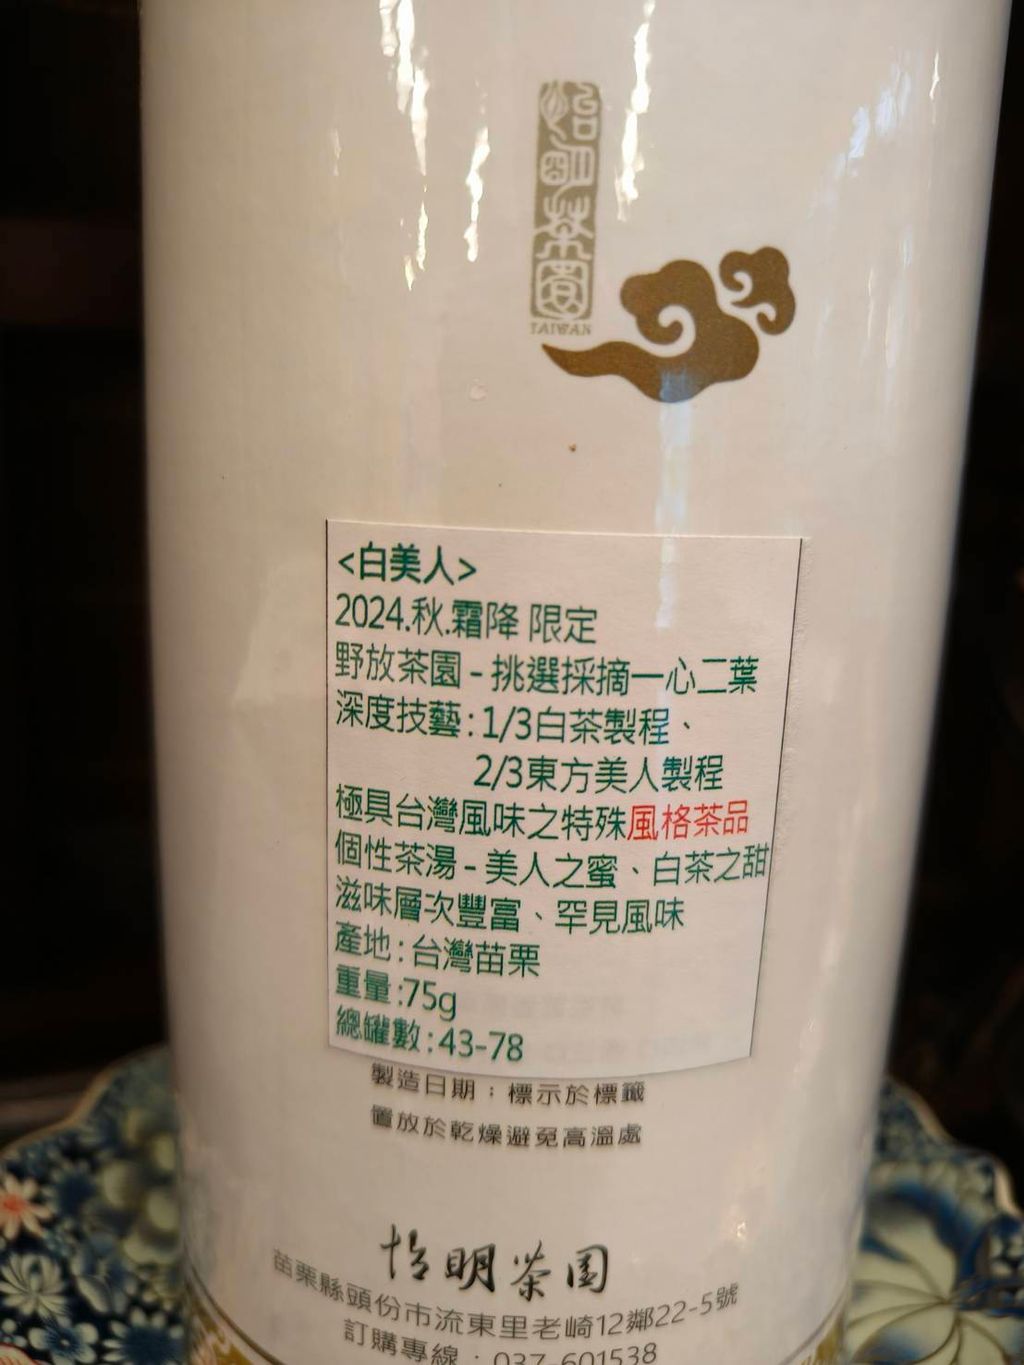 怡明茶園
TAIWAN
<白美人>
2024.秋.霜降 限定
野放茶園-挑選採摘一心二葉
深度技藝:1/3白茶製程、
2/3東方美人製程
極具台灣風味之特殊風格茶品
個性茶湯-美人之蜜、白茶之甜
滋味層次豐富、罕見風味
產地:台灣苗栗
重量:75g
總罐數:43-78
製造日期:標示於標籤
置放於乾燥避免高溫處
怡明茶園
苗栗縣頭份市流東里老崎12鄰22-5號
訂購專線:037-601538